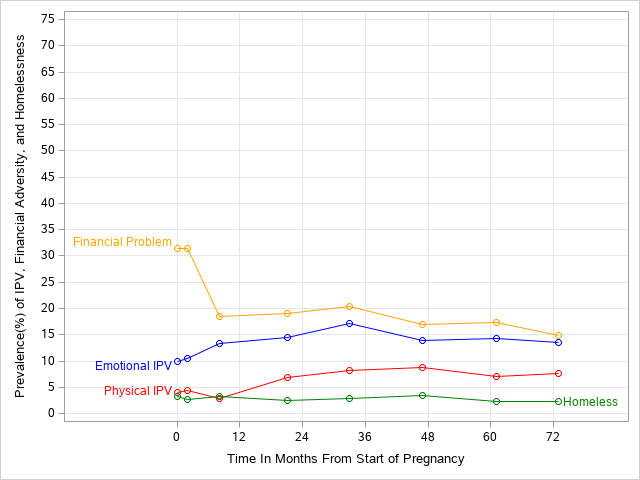 Prevalence(%) of IPV, Financial Adversity, and Homelessness
75
70
65
60
55
50
45
40
35
30
25
20
15
10
5
0
Financial Problem
Emotional IPV
Physical IPV
Homeless
0 12 24 36 48 60 72
Time In Months From Start of Pregnancy